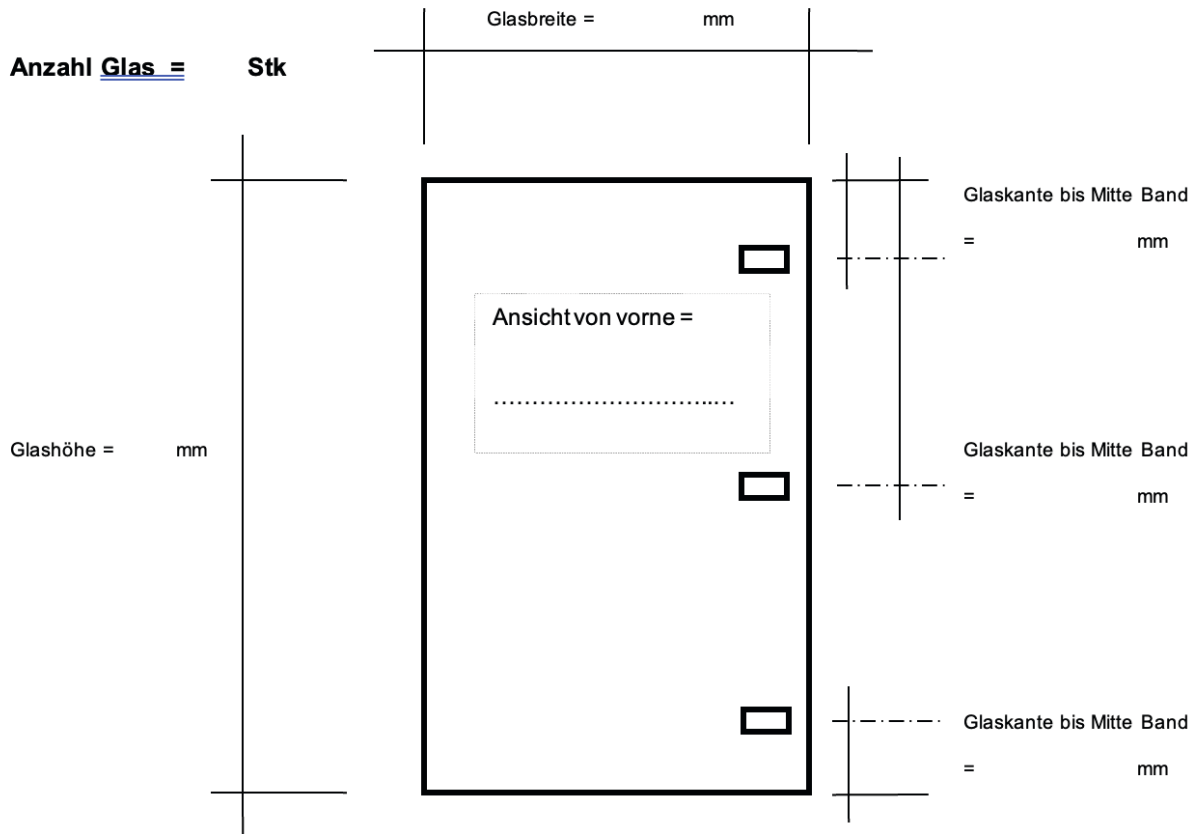 Glasbreite = mm
Anzahl Glas = Stk
Glaskante bis Mitte Band
= mm
Ansicht von vorne =
................................
Glashöhe = mm
Glaskante bis Mitte Band
= mm
Glaskante bis Mitte Band
= mm